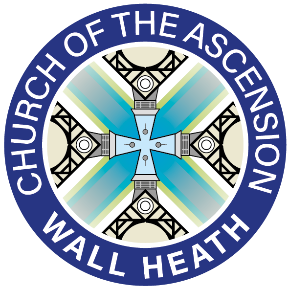 CHURCH OF THE ASCENSION
WALL HEATH